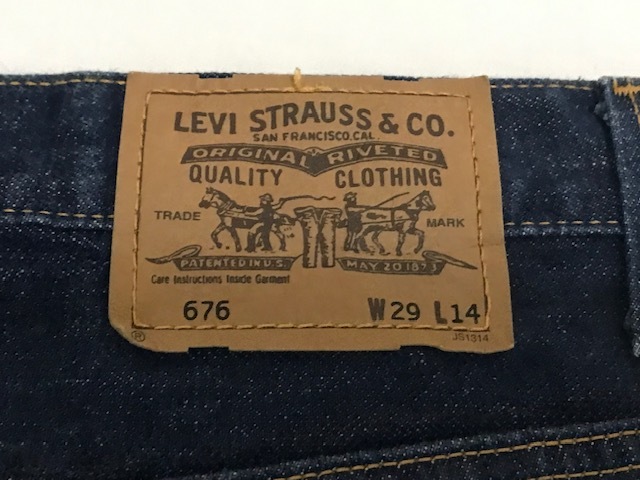 LEVI STRAUSS & CO.
SAN FRANCISCO.CAL.
ORIGINAL RIVETED
QUALITY CLOTHING
TRADE MARK
PATENTED IN U.S. MAY 20 1873
Care Instructions Inside Garment
676 W29 L14
® JS1314